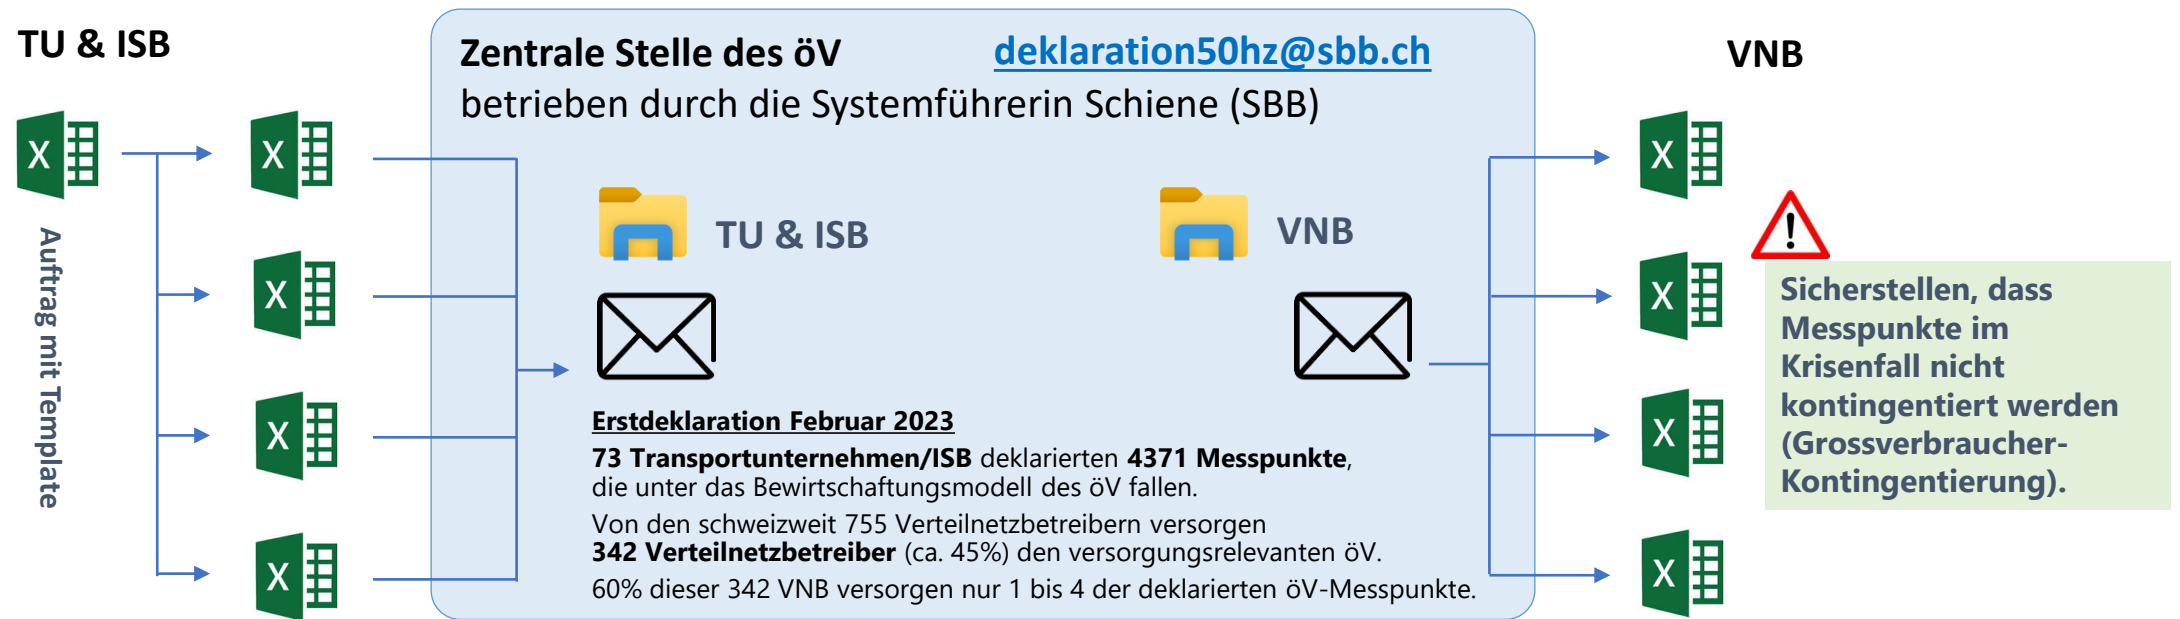 TU & ISB
Auftrag mit Template
Zentrale Stelle des öV
deklaration50hz@sbb.ch
betrieben durch die Systemführerin Schiene (SBB)
TU & ISB
VNB
Erstdeklaration Februar 2023
73 Transportunternehmen/ISB deklarierten 4371 Messpunkte,
die unter das Bewirtschaftungsmodell des öV fallen.
Von den schweizweit 755 Verteilnetzbetreibern versorgen
342 Verteilnetzbetreiber (ca. 45%) den versorgungsrelevanten öV.
60% dieser 342 VNB versorgen nur 1 bis 4 der deklarierten öV-Messpunkte.
VNB
Sicherstellen, dass
Messpunkte im
Krisenfall nicht
kontingentiert werden
(Grossverbraucher-
Kontingentierung).
X
X
X
X
X
X
X
X
X